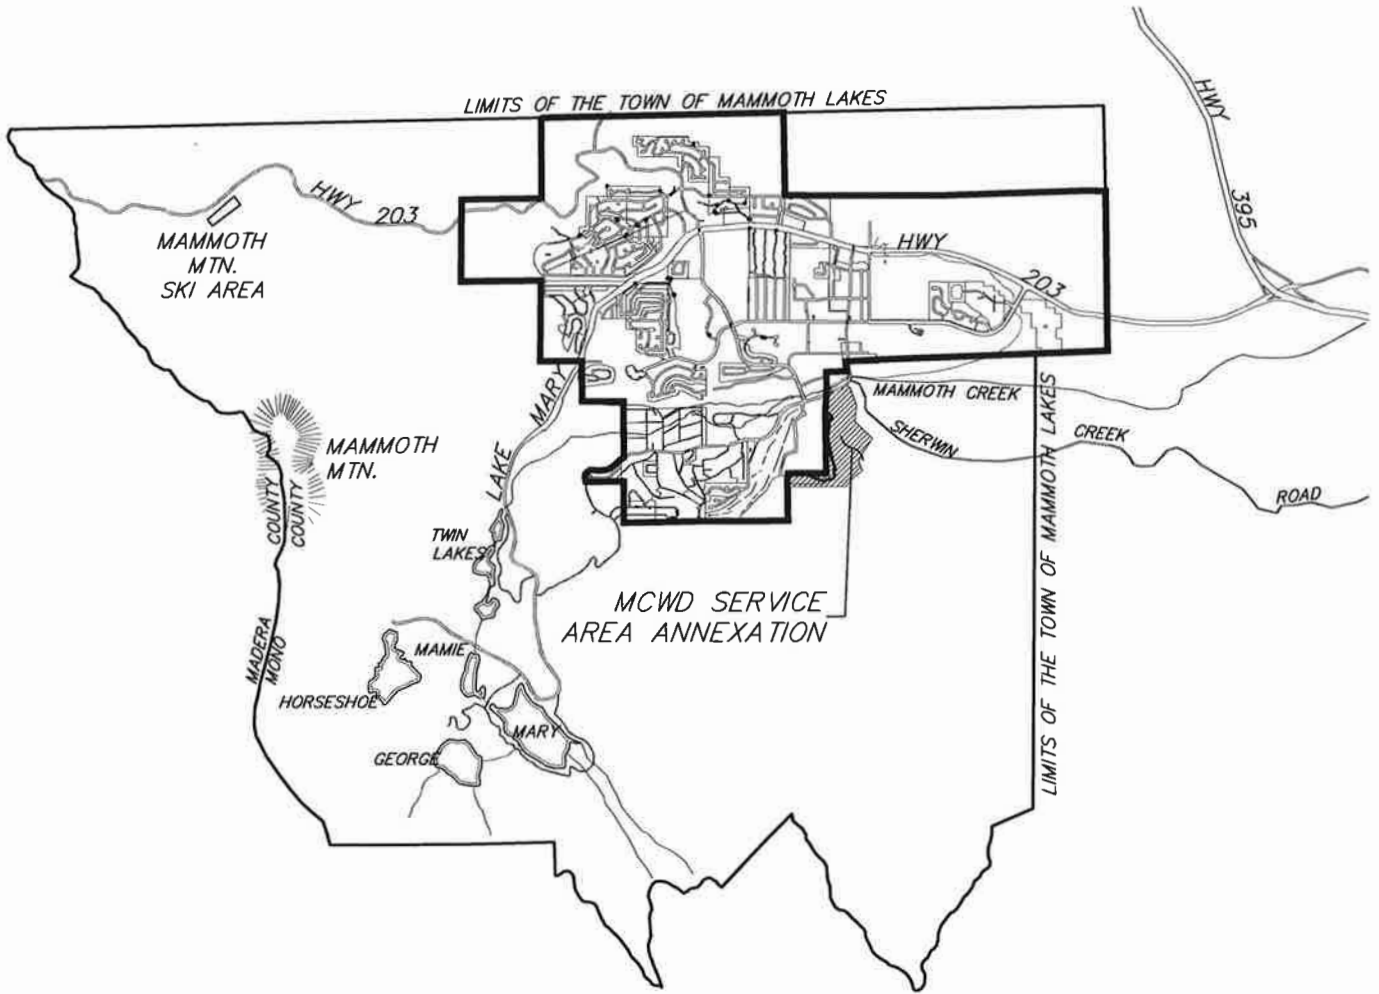 LIMITS OF THE TOWN OF MAMMOTH LAKES
HWY
395
HWY 203
MAMMOTH
MTN.
SKI AREA
HWY
203
MAMMOTH
MTN.
COUNTY
COUNTY
MADERA
MONO
LAKE MARY
MAMMOTH CREEK
SHERWIN CREEK ROAD
TWIN
LAKES
MCWD SERVICE
AREA ANNEXATION
LIMITS OF THE TOWN OF MAMMOTH LAKES
MAMIE
HORSESHOE
MARY
GEORGE